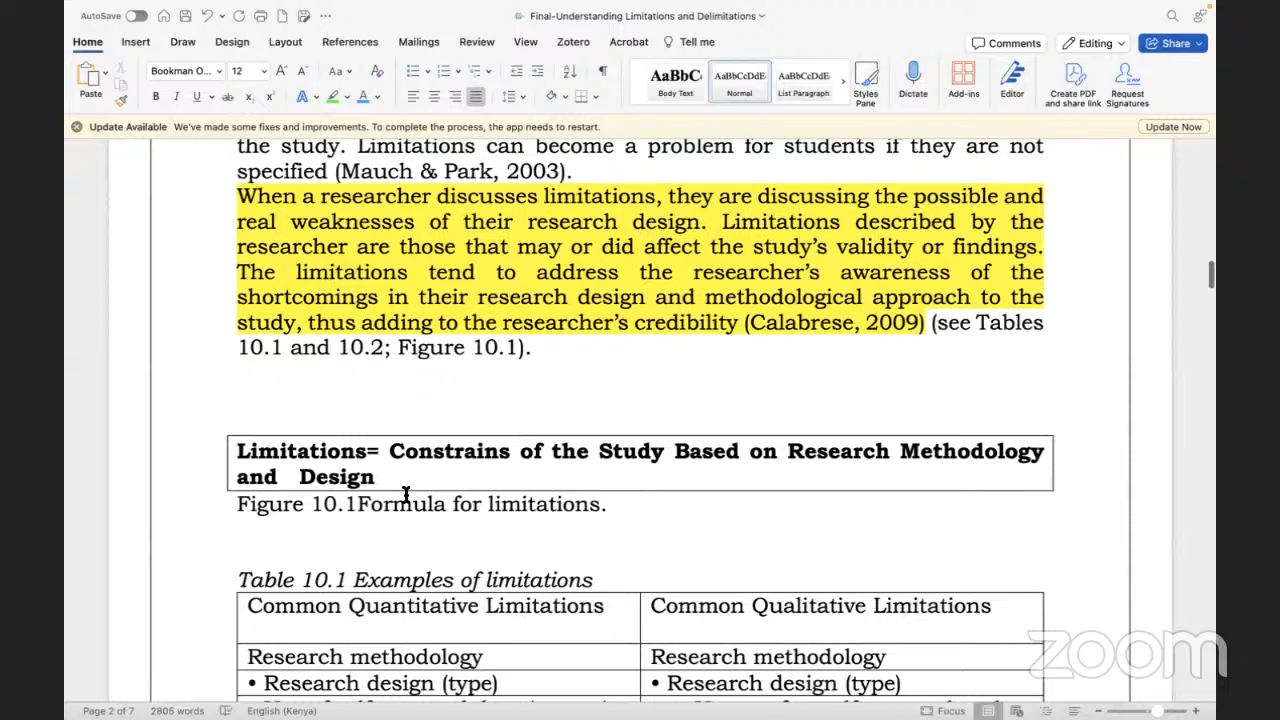 AutoSave
Final-Understanding Limitations and Delimitations
Home Insert Draw Design Layout References Mailings Review View Zotero Acrobat Tell me
Comments Editing Share
Paste
Bookman O... 12
AaBbC AaBbCcDdE AaBbCcDdE
Body Text Normal List Paragraph
Styles Pane
Dictate
Add-ins
Editor
Create PDF and share link
Request Signatures
Update Available We've made some fixes and improvements. To complete the process, the app needs to restart. Update Now
the study. Limitations can become a problem for students if they are not
specified (Mauch & Park, 2003).
When a researcher discusses limitations, they are discussing the possible and
real weaknesses of their research design. Limitations described by the
researcher are those that may or did affect the study's validity or findings.
The limitations tend to address the researcher's awareness of the
shortcomings in their research design and methodological approach to the
study, thus adding to the researcher's credibility (Calabrese, 2009) (see Tables
10.1 and 10.2; Figure 10.1).
Limitations= Constrains of the Study Based on Research Methodology
and Design
Figure 10.1Formula for limitations.
Table 10.1 Examples of limitations
Common Quantitative Limitations Common Qualitative Limitations
Research methodology Research methodology
• Research design (type) • Research design (type)
zoom
Page 2 of 7 2805 words English (Kenya) Focus